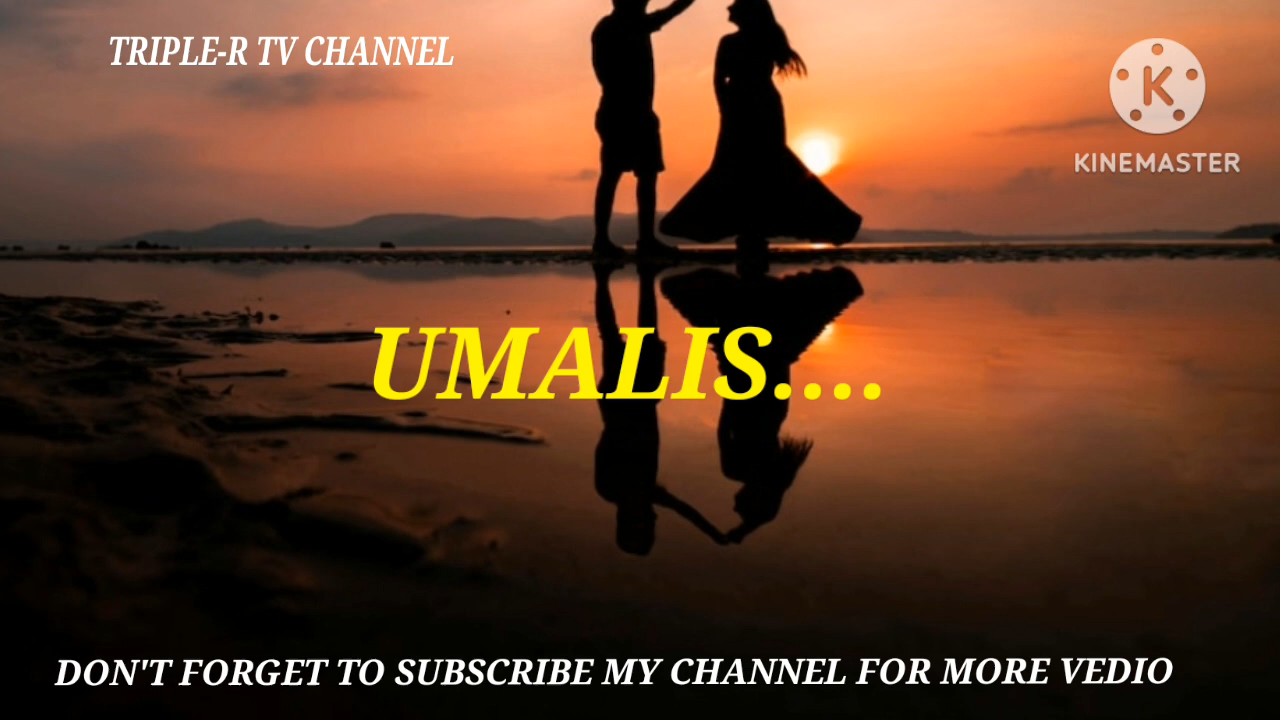 TRIPLE-R TV CHANNEL
K
KINEMASTER
UMALIS....
DON'T FORGET TO SUBSCRIBE MY CHANNEL FOR MORE VEDIO